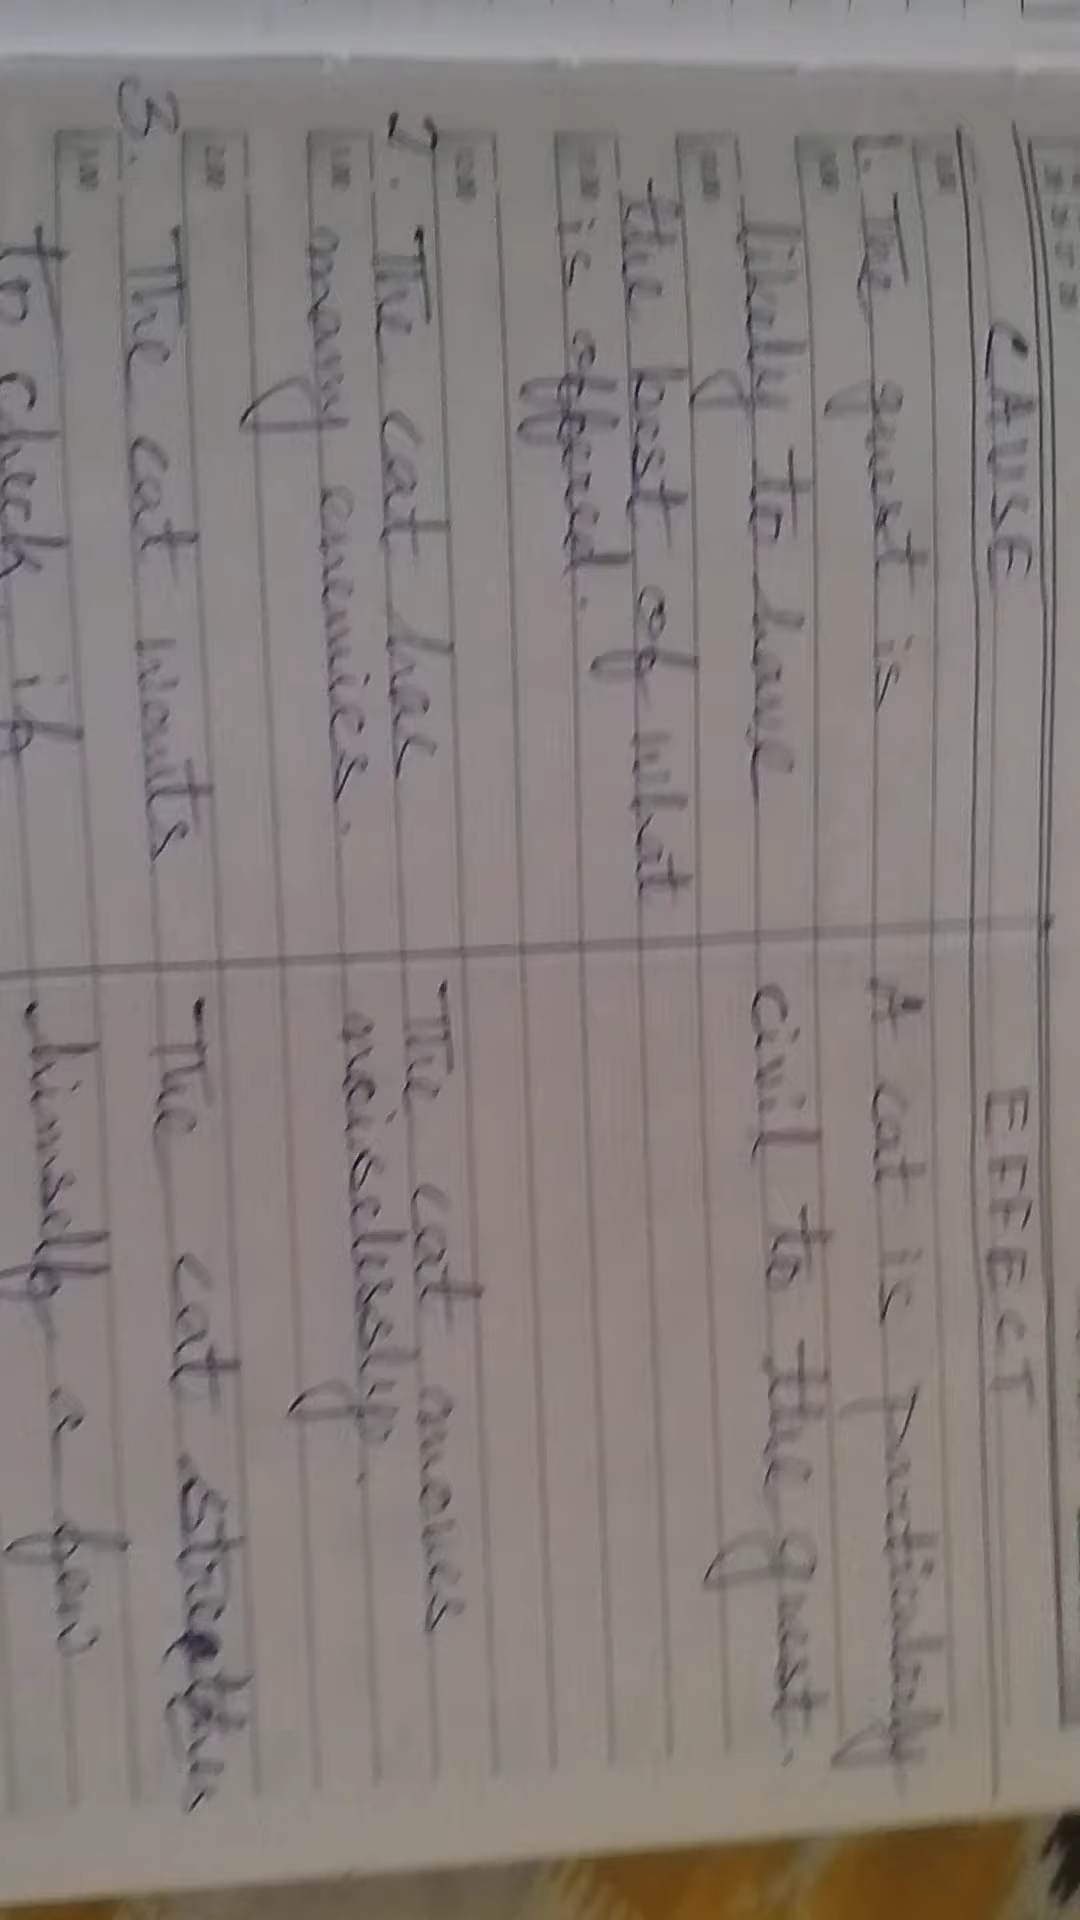 CAUSE EFFECT
1. The guest is A cat is particularly
likely to have civil to the guest.
the best of what
is offered.
2. The cat has The cat moves
many enemies. noiselessly.
3. The cat wants The cat stretches
to check if himself a few